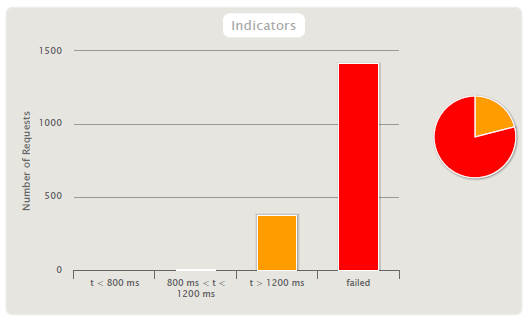 Indicators
Number of Requests
1500
1000
500
0
t < 800 ms
800 ms < t <
1200 ms
t > 1200 ms
failed